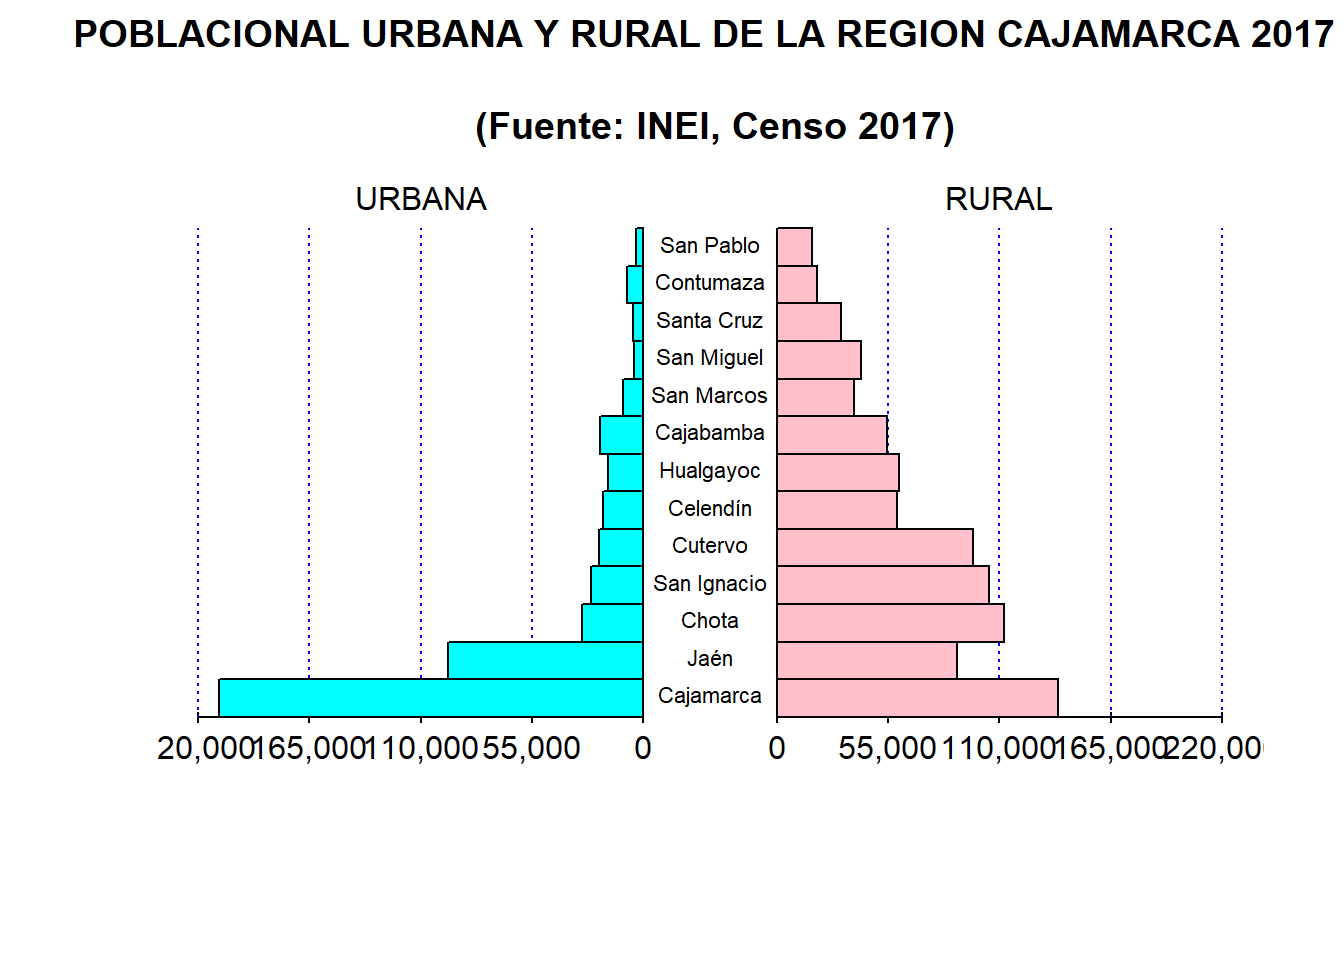 POBLACIONAL URBANA Y RURAL DE LA REGION CAJAMARCA 2017
(Fuente: INEI, Censo 2017)
URBANA RURAL
San Pablo
Contumaza
Santa Cruz
San Miguel
San Marcos
Cajabamba
Hualgayoc
Celendín
Cutervo
San Ignacio
Chota
Jaén
Cajamarca
20,000 165,000 110,000 55,000 0 0 55,000 110,000 165,000 220,00